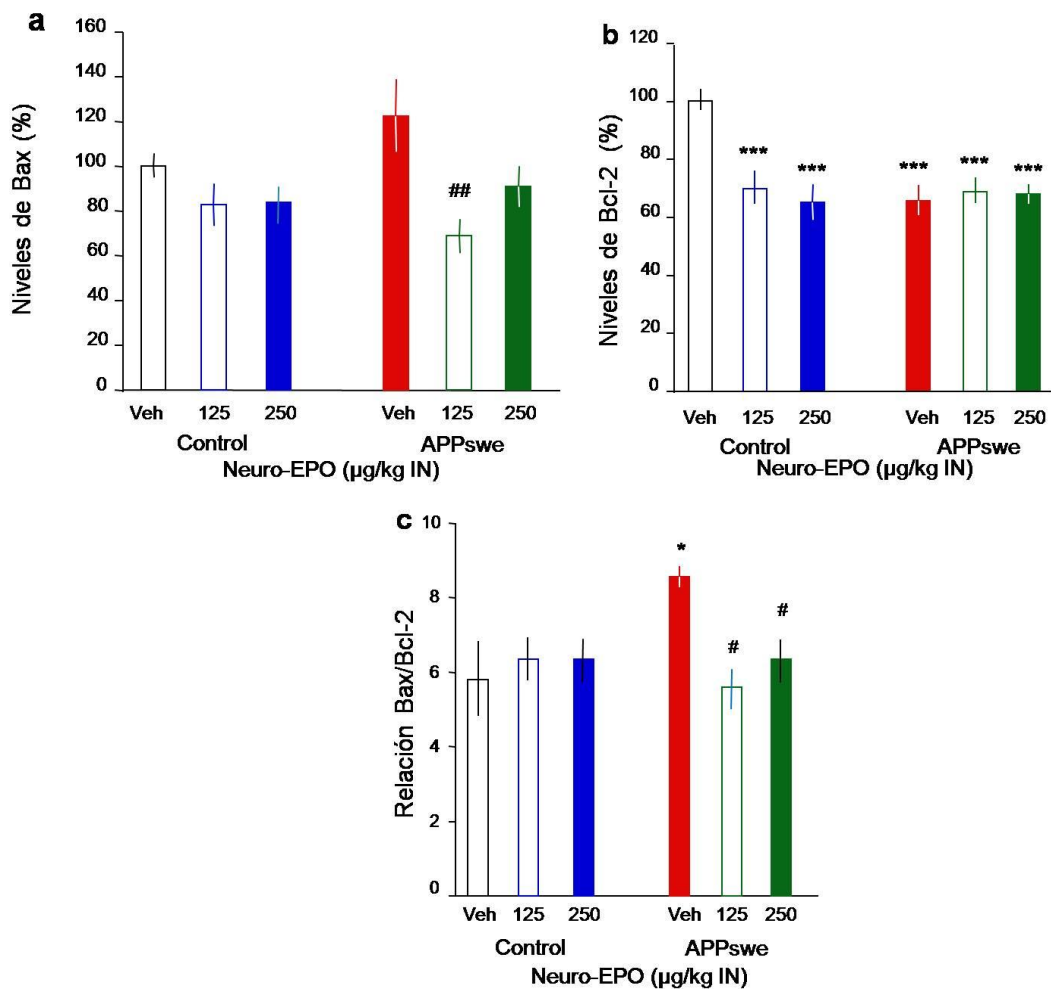 a
Niveles de Bax (%)
160
140
120
100
80
60
40
20
0
##
Veh 125 250 Veh 125 250
Control APPswe
Neuro-EPO (µg/kg IN)
b
Niveles de Bcl-2 (%)
120
100
80
60
40
20
0
*** *** *** *** ***
Veh 125 250 Veh 125 250
Control APPswe
Neuro-EPO (µg/kg IN)
c
Relación Bax/Bcl-2
10
8
6
4
2
0
*
#
#
Veh 125 250 Veh 125 250
Control APPswe
Neuro-EPO (µg/kg IN)